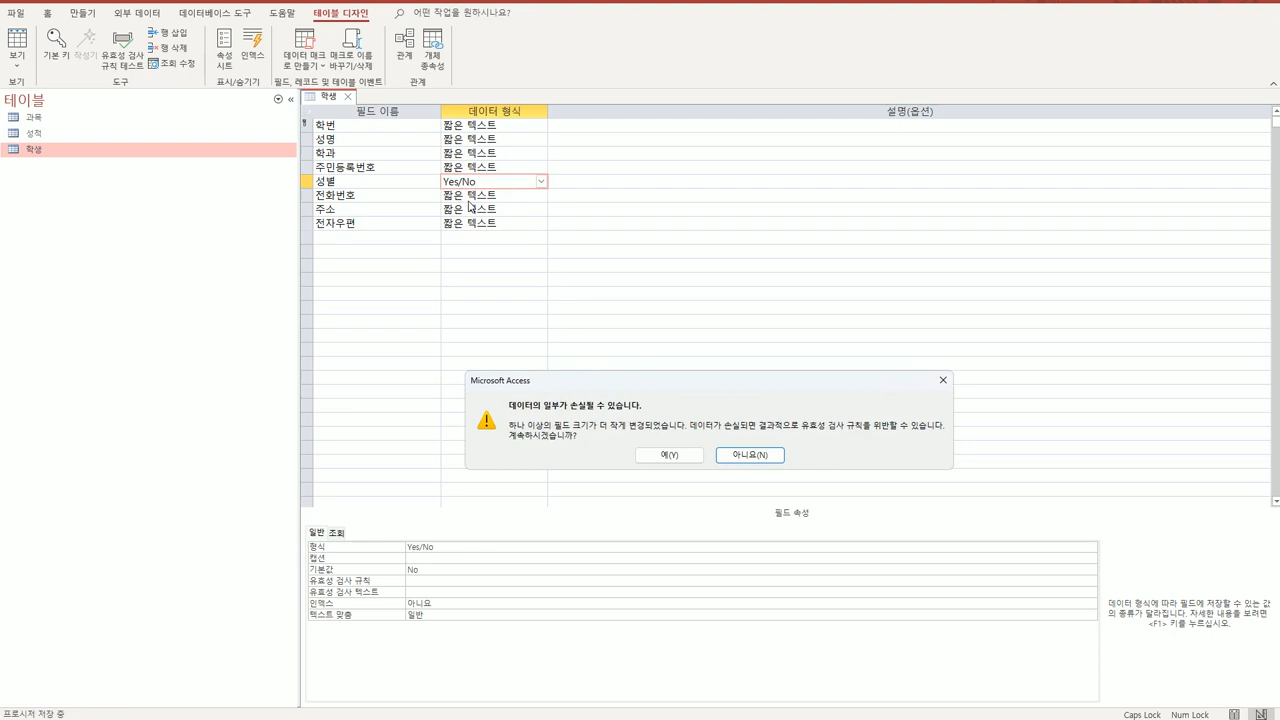 파일 홈 만들기 외부 데이터 데이터베이스 도구 도움말 테이블 디자인 어떤 작업을 원하시나요?
보기 기본 키 작성기 유효성 검사 규칙 테스트 행 삽입 행 삭제 조회 수정 속성 시트 인덱스 데이터 매크로 만들기 매크로 이름 바꾸기/삭제 관계 개체 종속성
보기 도구 표시/숨기기 필드, 레코드 및 테이블 이벤트 관계
테이블
과목
성적
학생
학생
필드 이름 데이터 형식 설명(옵션)
학번 짧은 텍스트
성명 짧은 텍스트
학과 짧은 텍스트
주민등록번호 짧은 텍스트
성별 Yes/No
전화번호 짧은 텍스트
주소 짧은 텍스트
전자우편 짧은 텍스트
Microsoft Access
데이터의 일부가 손실될 수 있습니다.
하나 이상의 필드 크기가 더 작게 변경되었습니다. 데이터가 손실되면 결과적으로 유효성 검사 규칙을 위반할 수 있습니다.
계속하시겠습니까?
예(Y) 아니요(N)
필드 속성
일반 조회
형식 Yes/No
캡션
기본값 No
유효성 검사 규칙
유효성 검사 텍스트
인덱스 아니요
텍스트 맞춤 일반
데이터 형식에 따라 필드에 저장할 수 있는 값
의 종류가 달라집니다. 자세한 내용을 보려면
<F1> 키를 누르십시오.
프로시저 저장 중 Caps Lock Num Lock